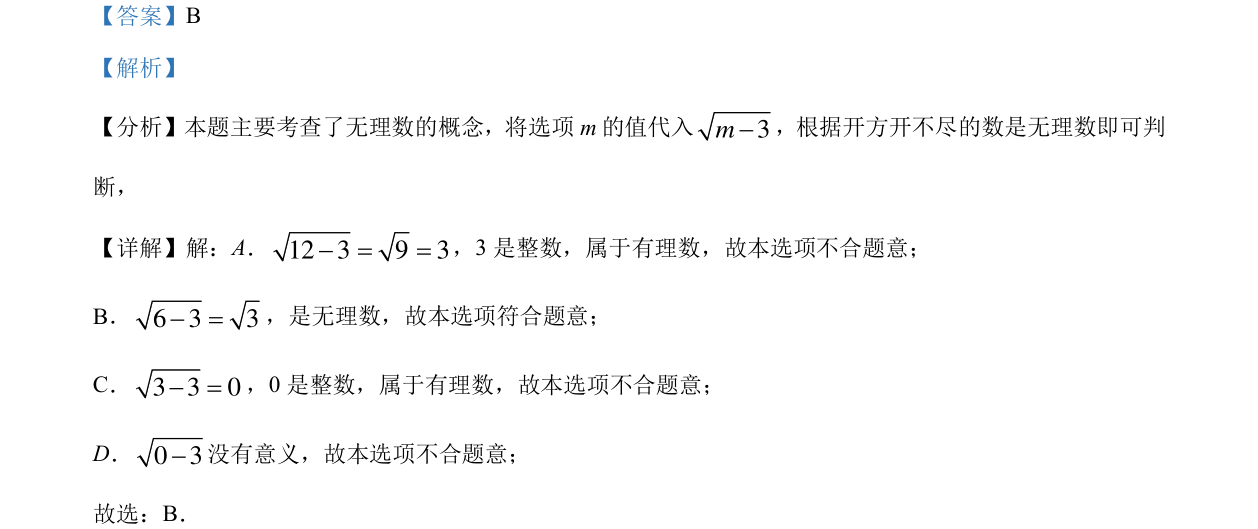 【答案】B
【解析】
【分析】本题主要考查了无理数的概念，将选项 m 的值代入 √(m−3)，根据开方开不尽的数是无理数即可判
断，
【详解】解：A． √(12−3) = √9 = 3，3 是整数，属于有理数，故本选项不合题意；
B． √(6−3) = √3，是无理数，故本选项符合题意；
C． √(3−3) = 0，0 是整数，属于有理数，故本选项不合题意；
D． √(0−3) 没有意义，故本选项不合题意；
故选：B．